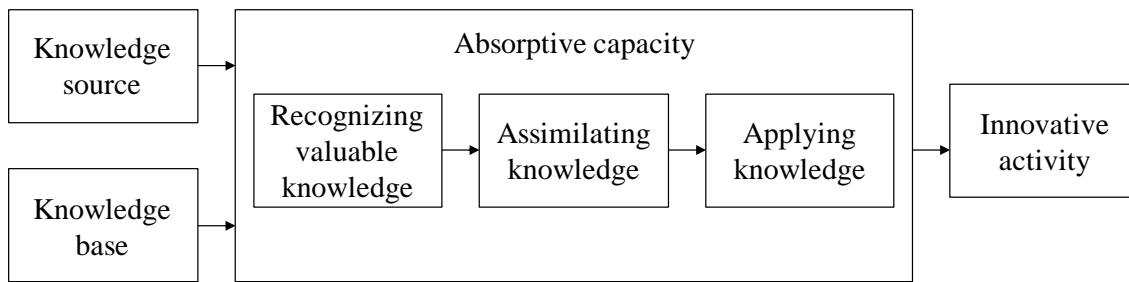 Knowledge
source
Knowledge
base
Absorptive capacity
Recognizing
valuable
knowledge
Assimilating
knowledge
Applying
knowledge
Innovative
activity